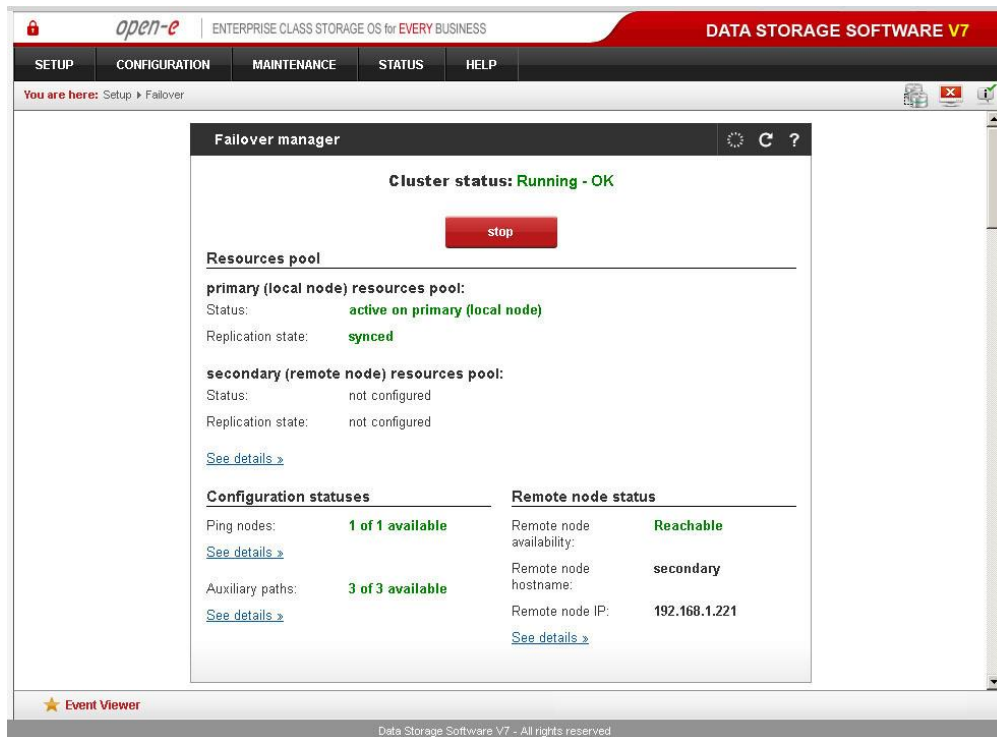 open-e ENTERPRISE CLASS STORAGE OS for EVERY BUSINESS DATA STORAGE SOFTWARE V7
SETUP CONFIGURATION MAINTENANCE STATUS HELP
You are here: Setup Failover
Failover manager ?
Cluster status: Running - OK
stop
Resources pool
primary (local node) resources pool:
Status: active on primary (local node)
Replication state: synced
secondary (remote node) resources pool:
Status: not configured
Replication state: not configured
See details »
Configuration statuses
Ping nodes: 1 of 1 available
See details »
Auxiliary paths: 3 of 3 available
See details »
Remote node status
Remote node availability: Reachable
Remote node hostname: secondary
Remote node IP: 192.168.1.221
See details »
Event Viewer
Data Storage Software V7 - All rights reserved